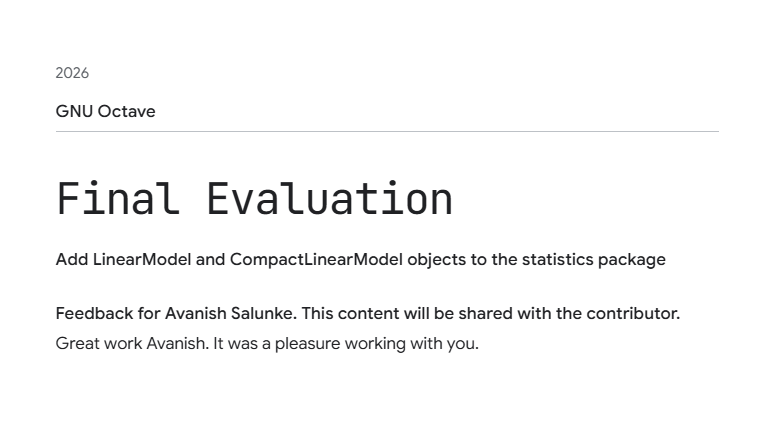 2026
GNU Octave
Final Evaluation
Add LinearModel and CompactLinearModel objects to the statistics package
Feedback for Avanish Salunke. This content will be shared with the contributor.
Great work Avanish. It was a pleasure working with you.